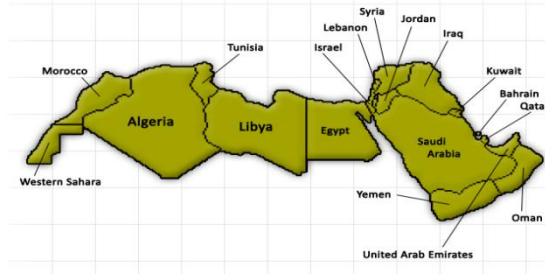 Syria
Jordan
Lebanon
Iraq
Israel
Tunisia
Morocco
Kuwait
Bahrain
Qata
Algeria
Libya
Egypt
Saudi
Arabia
Western Sahara
Yemen
Oman
United Arab Emirates